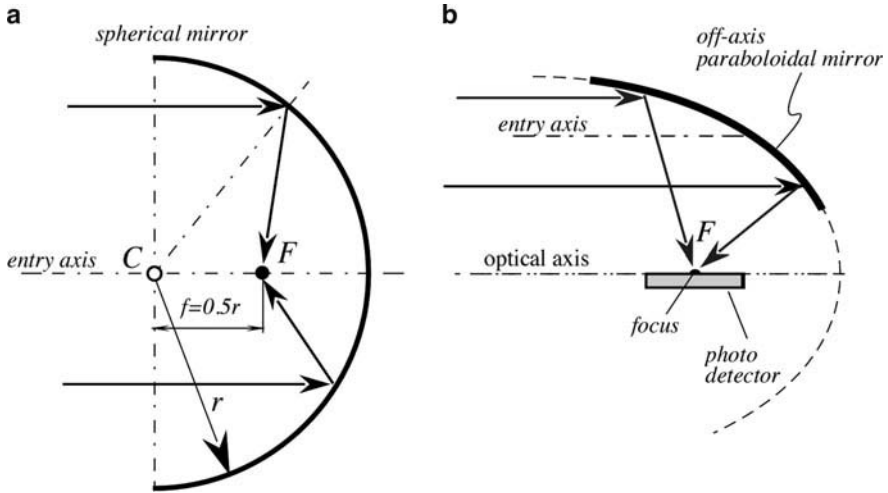 a
spherical mirror
entry axis
C
F
f=0.5r
r
b
off-axis
paraboloidal mirror
entry axis
F
optical axis
focus
photo
detector